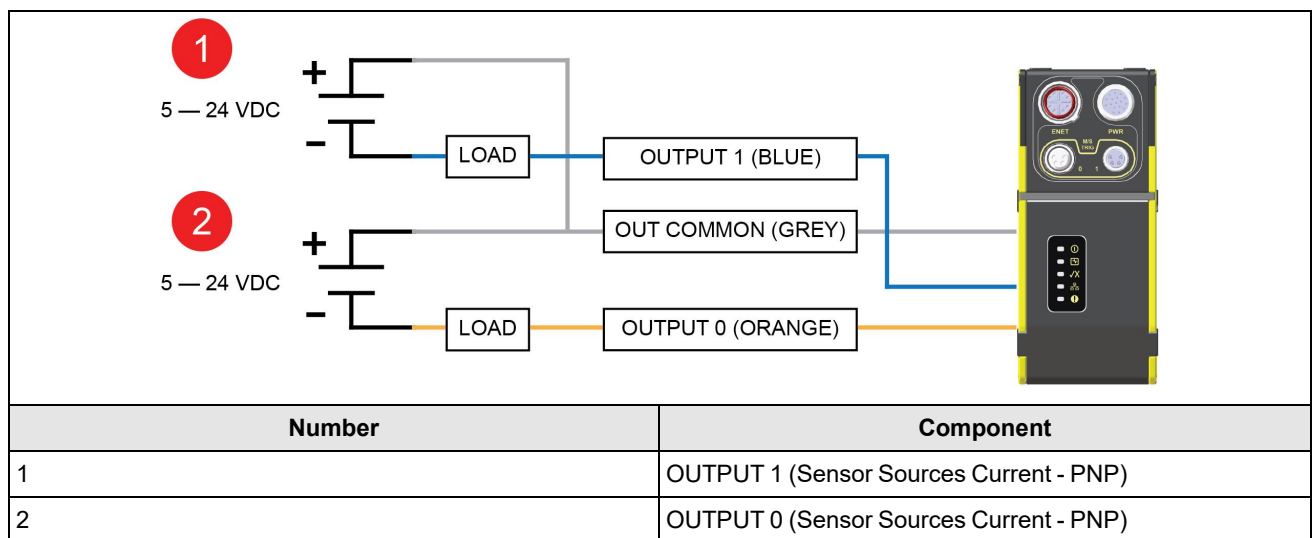 1
+
5 — 24 VDC
-
LOAD
OUTPUT 1 (BLUE)
2
+
5 — 24 VDC
-
OUT COMMON (GREY)
LOAD
OUTPUT 0 (ORANGE)
ENET
PWR
M/S
TRIG
0 1
√X
Number Component
1 OUTPUT 1 (Sensor Sources Current - PNP)
2 OUTPUT 0 (Sensor Sources Current - PNP)